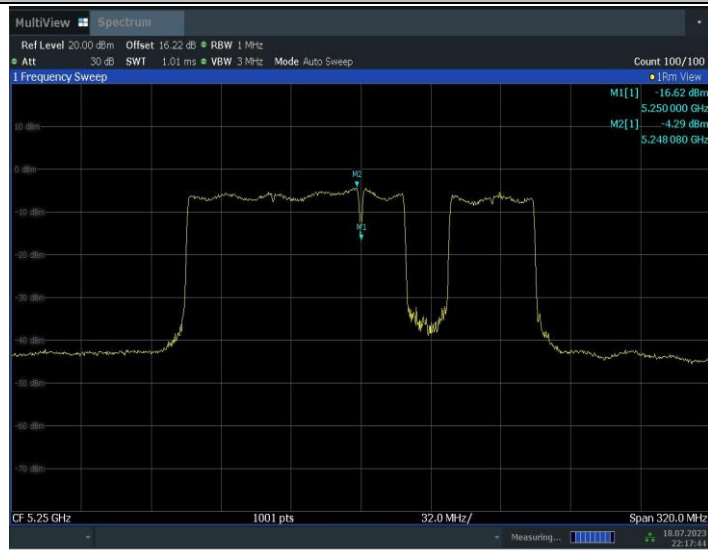 MultiView Spectrum
Ref Level 20.00 dBm Offset 16.22 dB RBW 1 MHz
Att 30 dB SWT 1.01 ms VBW 3 MHz Mode Auto Sweep Count 100/100
1 Frequency Sweep 1Rm View
M1[1] -16.62 dBm
5.250 000 GHz
M2[1] -4.29 dBm
5.248 080 GHz
10 dBm
0 dBm
M2
-10 dBm
M1
-20 dBm
-30 dBm
-40 dBm
-50 dBm
-60 dBm
-70 dBm
CF 5.25 GHz 1001 pts 32.0 MHz/ Span 320.0 MHz
Measuring... 18.07.2023
22:17:44